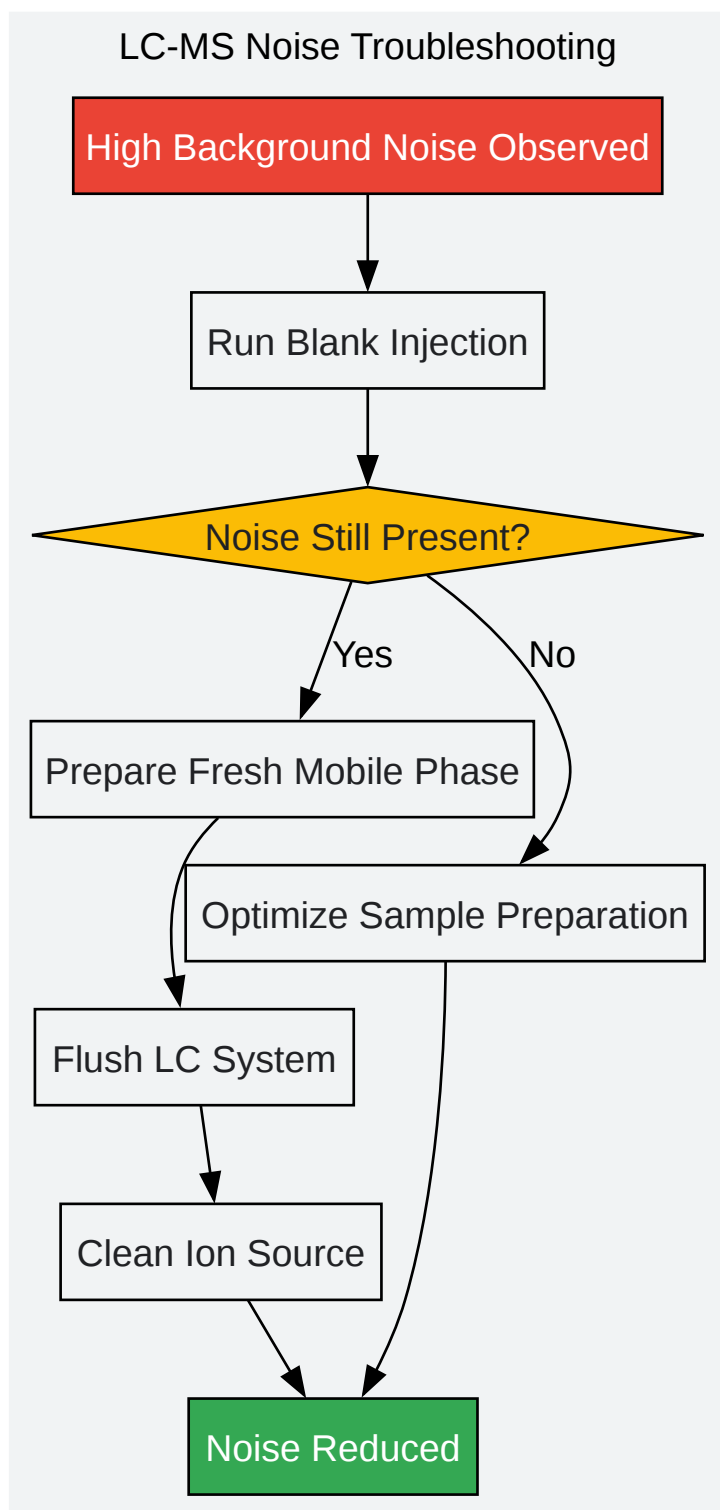 LC-MS Noise Troubleshooting
High Background Noise Observed
Run Blank Injection
Noise Still Present?
Yes
No
Prepare Fresh Mobile Phase
Optimize Sample Preparation
Flush LC System
Clean Ion Source
Noise Reduced